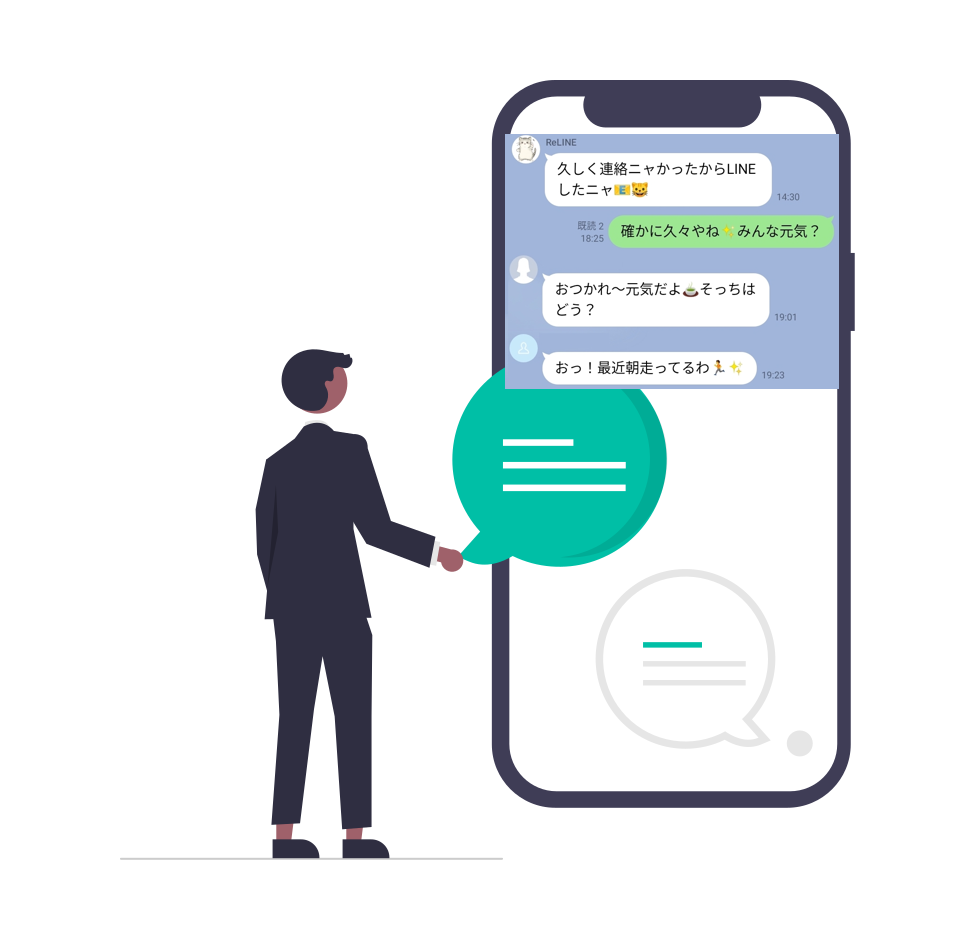 ReLINE
久しく連絡ニャかったからLINE
したニャ📧😺
14:30
既読 2
18:25
確かに久々やね✨みんな元気？
おつかれ〜元気だよ🍵そっちは
どう？
19:01
おっ！最近朝走ってるわ🏃✨
19:23